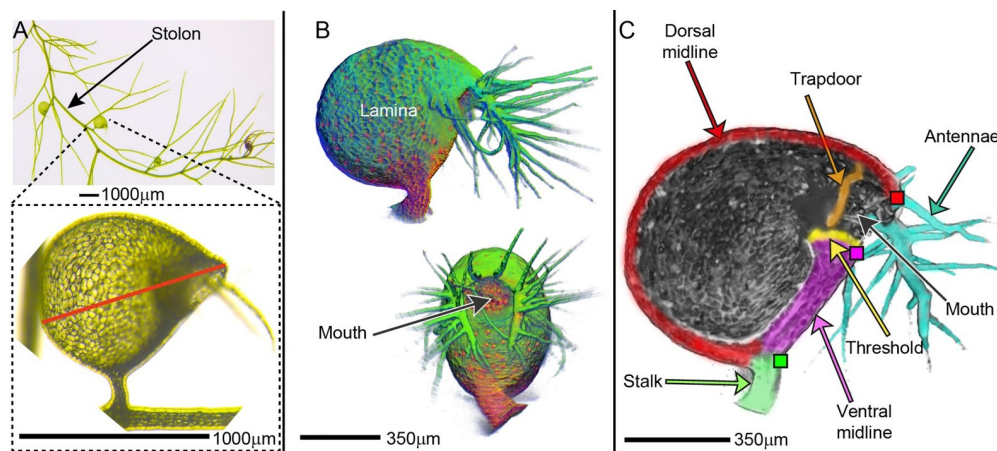 A
Stolon
1000μm
1000μm
B
Lamina
Mouth
350μm
C
Dorsal
midline
Trapdoor
Antennae
Mouth
Threshold
Stalk
Ventral
midline
350μm